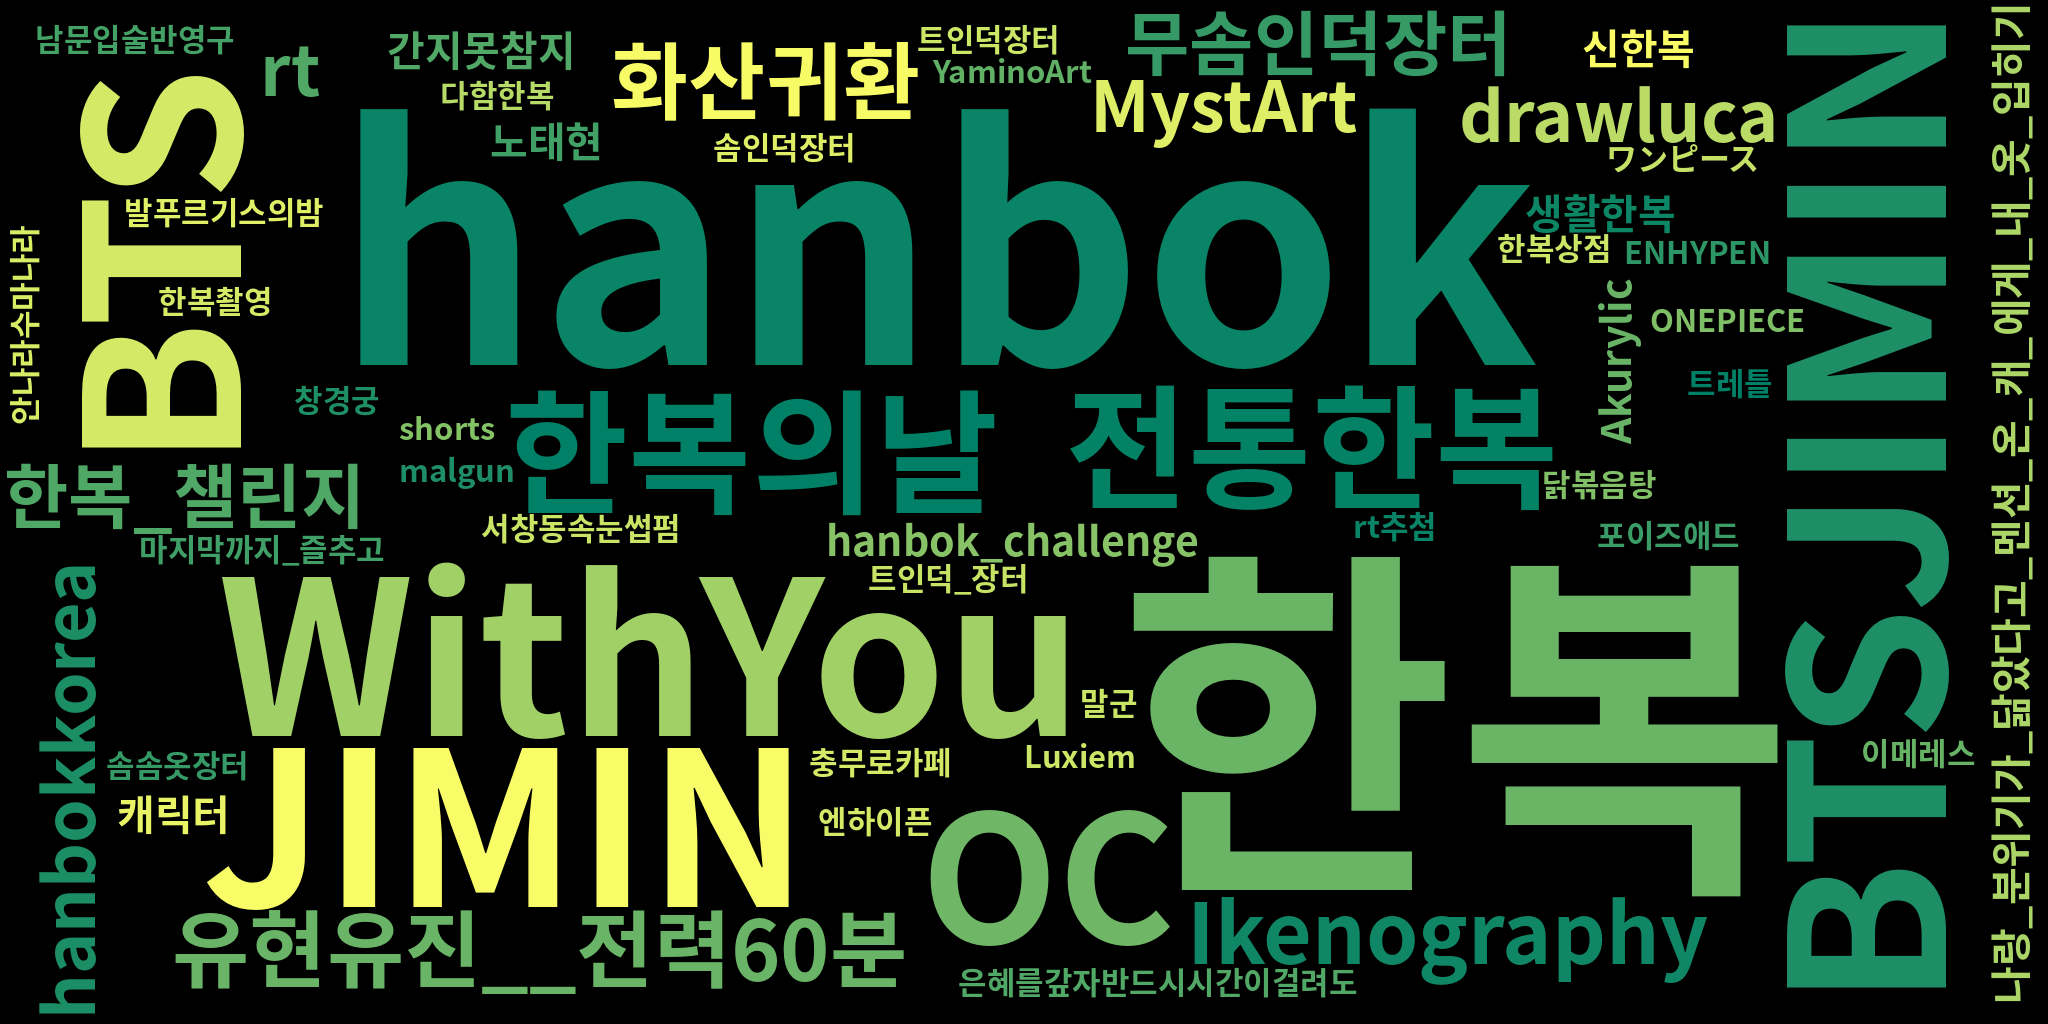 남문입술반영구
rt
간지못참지
다함한복
노태현
화산귀환
솜인덕장터
트인덕장터
YaminoArt
무솜인덕장터
MystArt
신한복
drawluca
ワンピース
BTS
발푸르기스의밤
한복촬영
안나라수마나라
hanbok
생활한복
한복상점
ENHYPEN
Akurylic
ONEPIECE
트레틀
창경궁
shorts
malgun
한복의날
전통한복
닭볶음탕
한복_챌린지
마지막까지_즐추고
서창동속눈썹펌
hanbok_challenge
트인덕_장터
rt추첨
포이즈애드
BTSJIMIN
나랑_분위기가_닮았다고_멘션_온_캐_에게_내_옷_입히기
hanbokkorea
WithYou
한복
말군
Luxiem
이메레스
솜솜옷장터
캐릭터
JIMIN
충무로카페
엔하이픈
OC
유현유진__전력60분
Ikenography
은혜를갚자반드시시간이걸려도